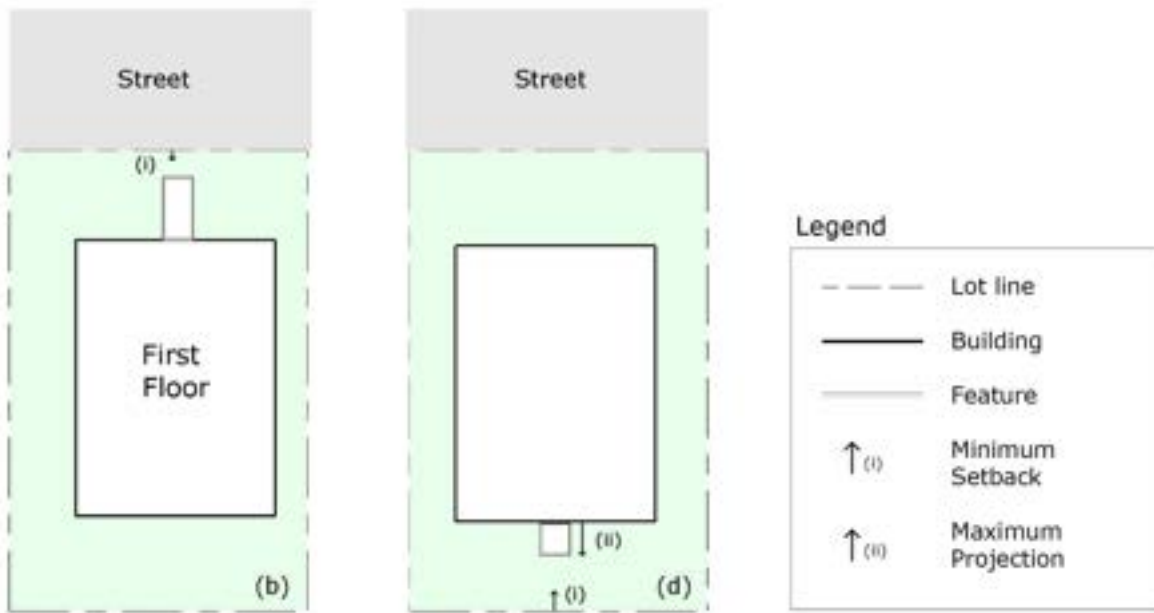 Street
(i)
First
Floor
(b)
Street
(ii)
(i)
(d)
Legend
Lot line
Building
Feature
(i)
Minimum
Setback
(ii)
Maximum
Projection